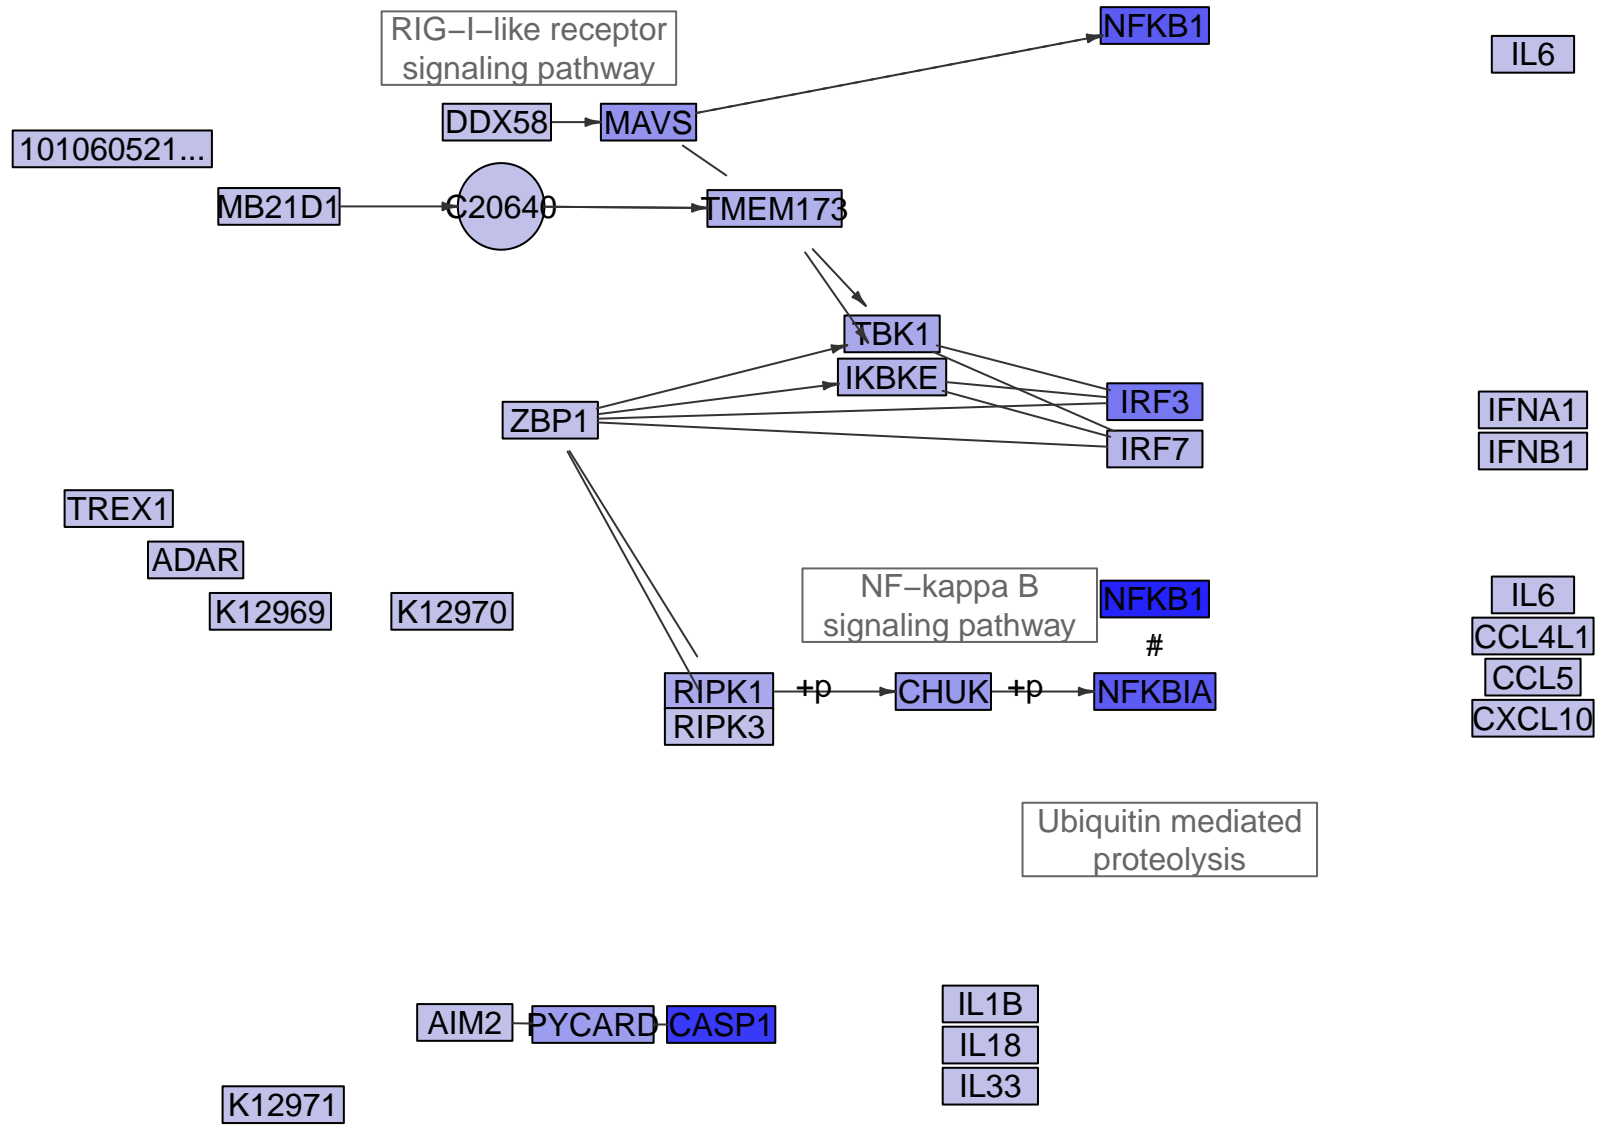 RIG−I−like receptor
signaling pathway
NFKB1
IL6
DDX58
MAVS
101060521...
MB21D1
C20640
TMEM173
TBK1
IKBKE
ZBP1
IRF3
IRF7
IFNA1
IFNB1
TREX1
ADAR
K12969
K12970
NF−kappa B
signaling pathway
NFKB1
#
IL6
CCL4L1
CCL5
CXCL10
RIPK1
+p
CHUK
+p
NFKBIA
RIPK3
Ubiquitin mediated
proteolysis
AIM2
PYCARD
CASP1
IL1B
IL18
IL33
K12971